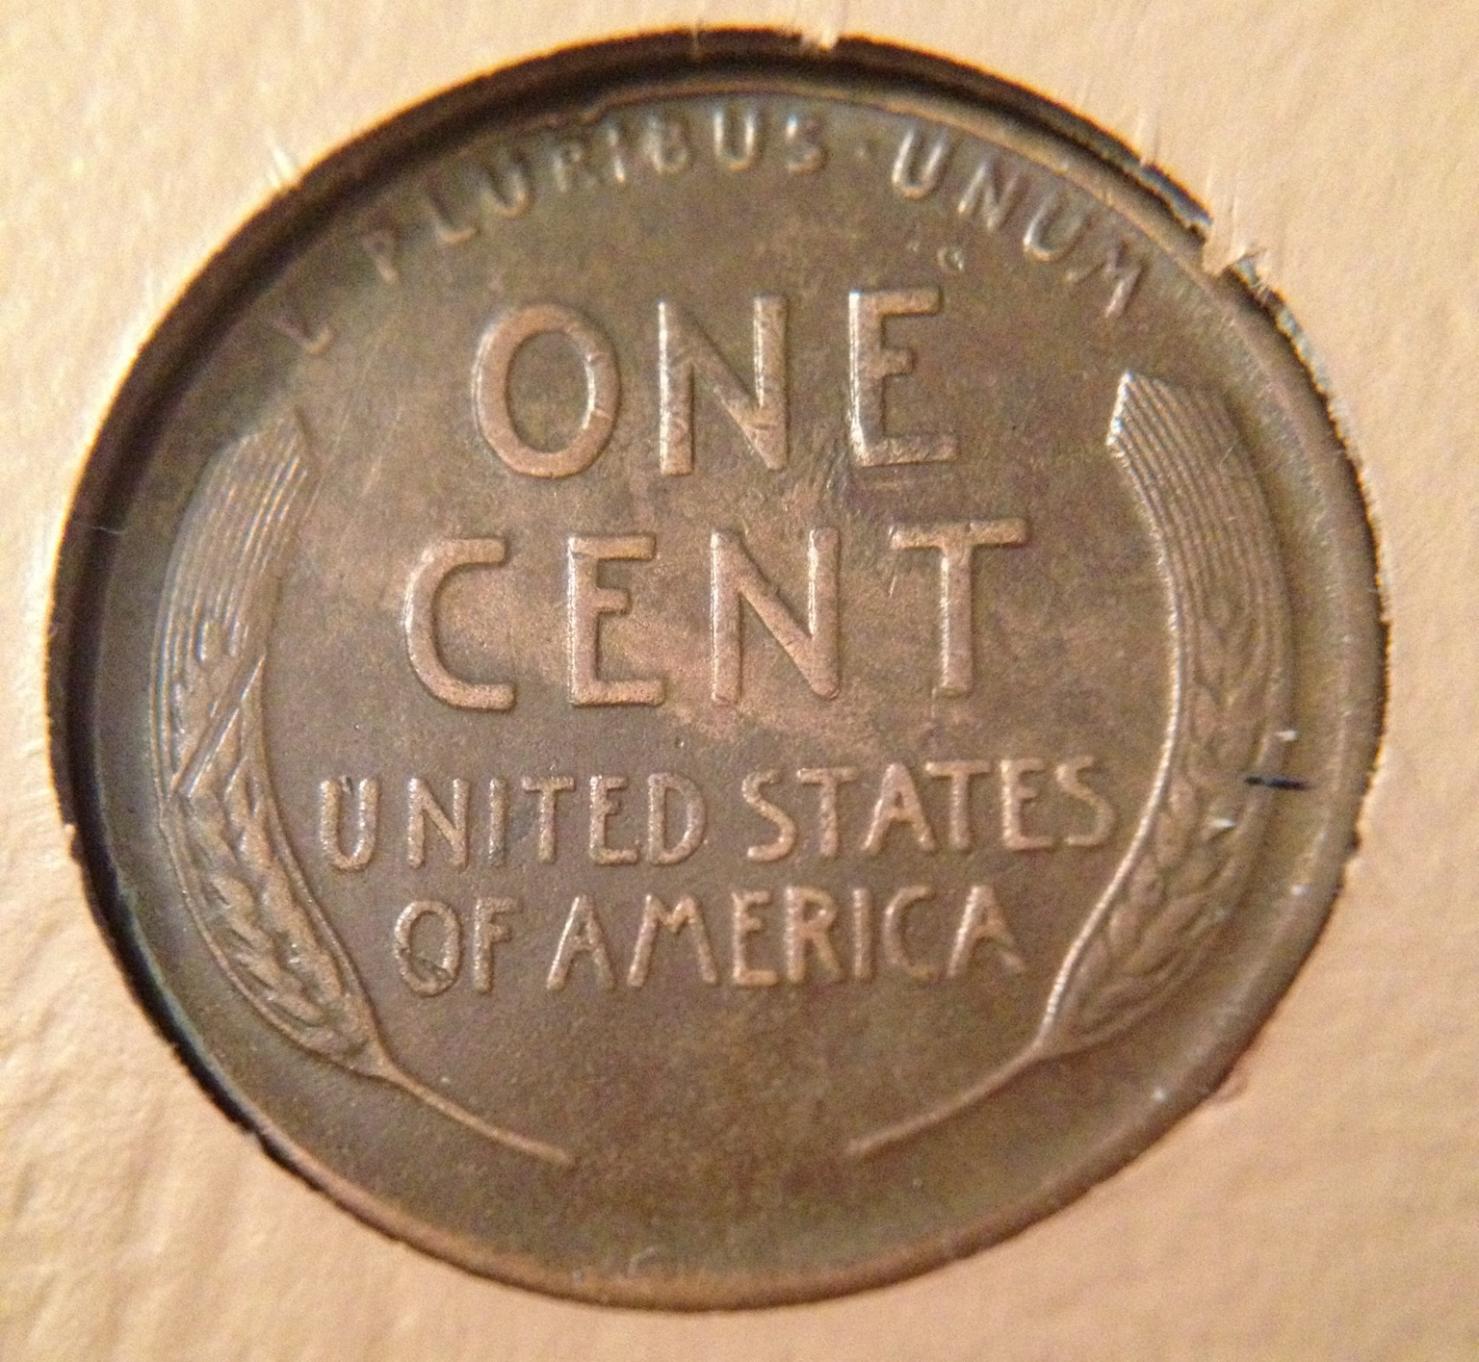 E PLURIBUS · UNUM
ONE
CENT
UNITED STATES
OF AMERICA